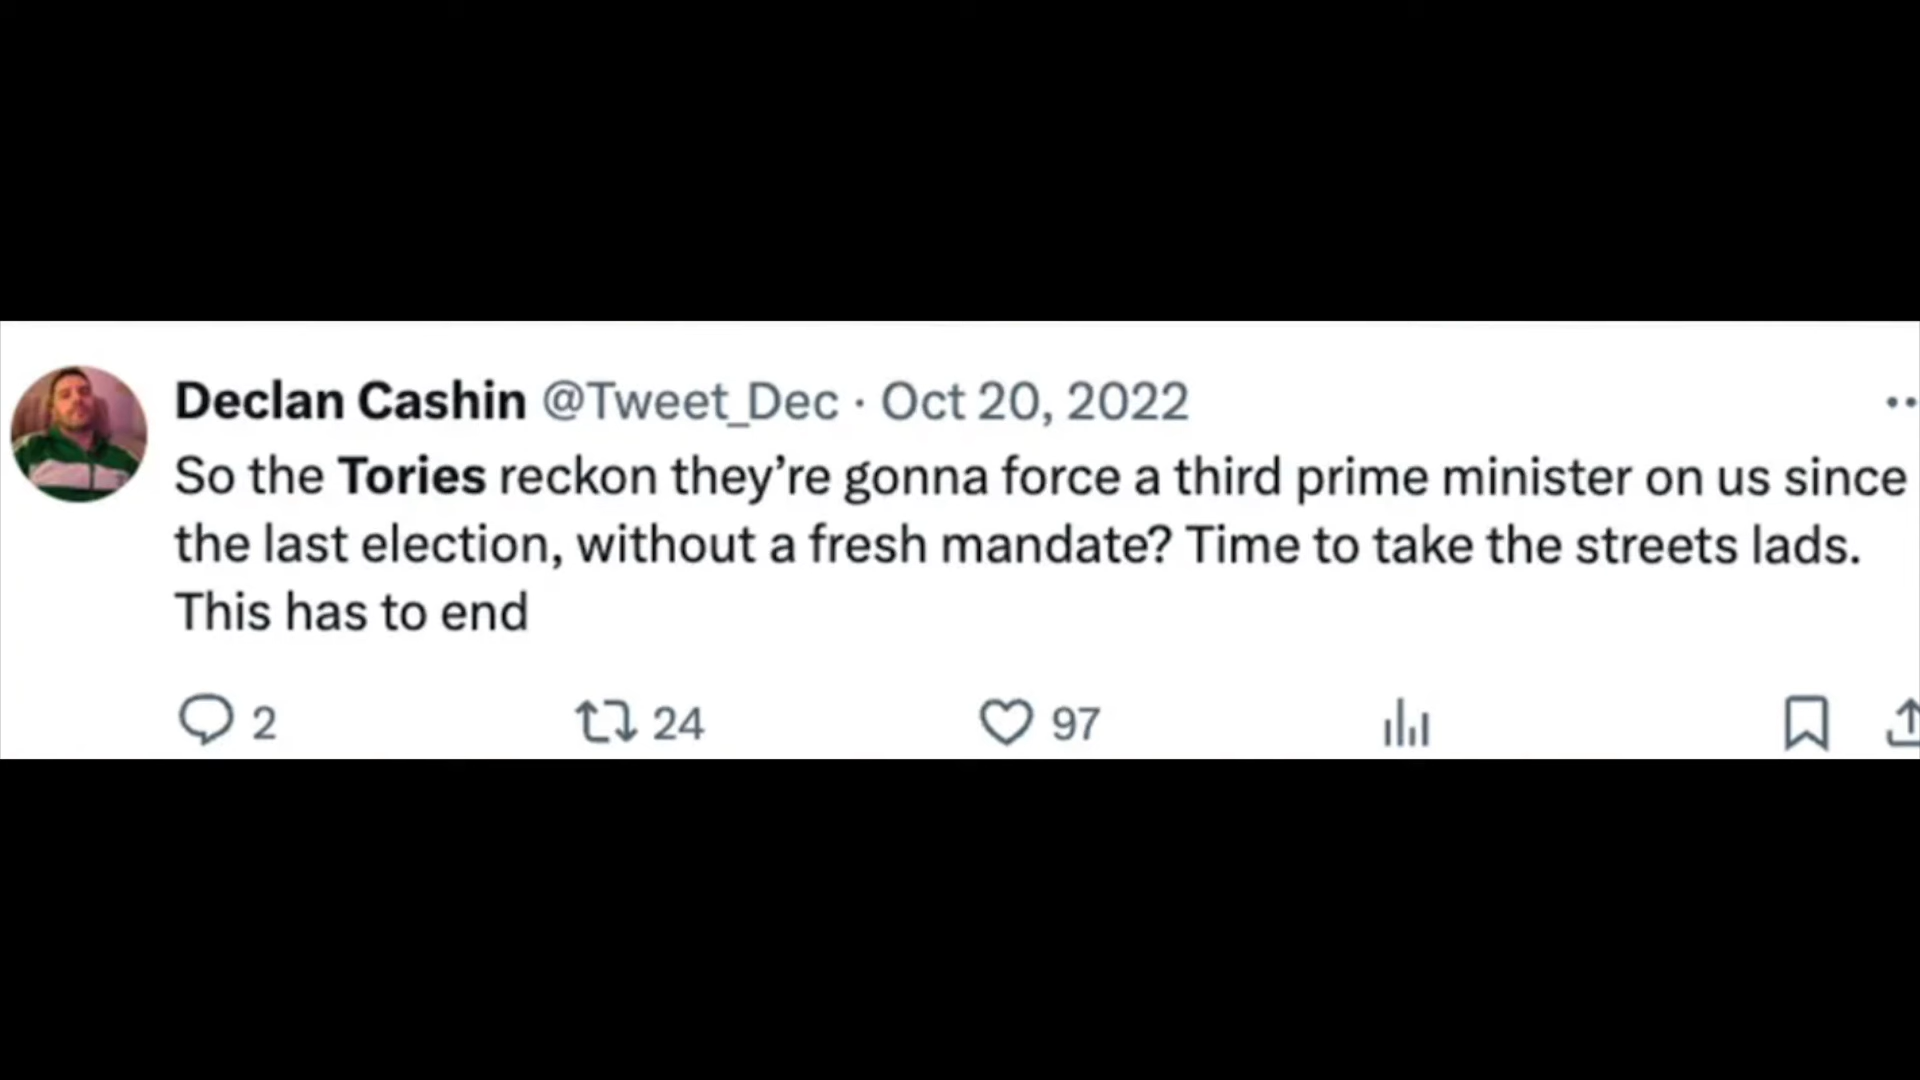 Declan Cashin @Tweet_Dec · Oct 20, 2022
So the Tories reckon they’re gonna force a third prime minister on us since
the last election, without a fresh mandate? Time to take the streets lads.
This has to end
2 24 97